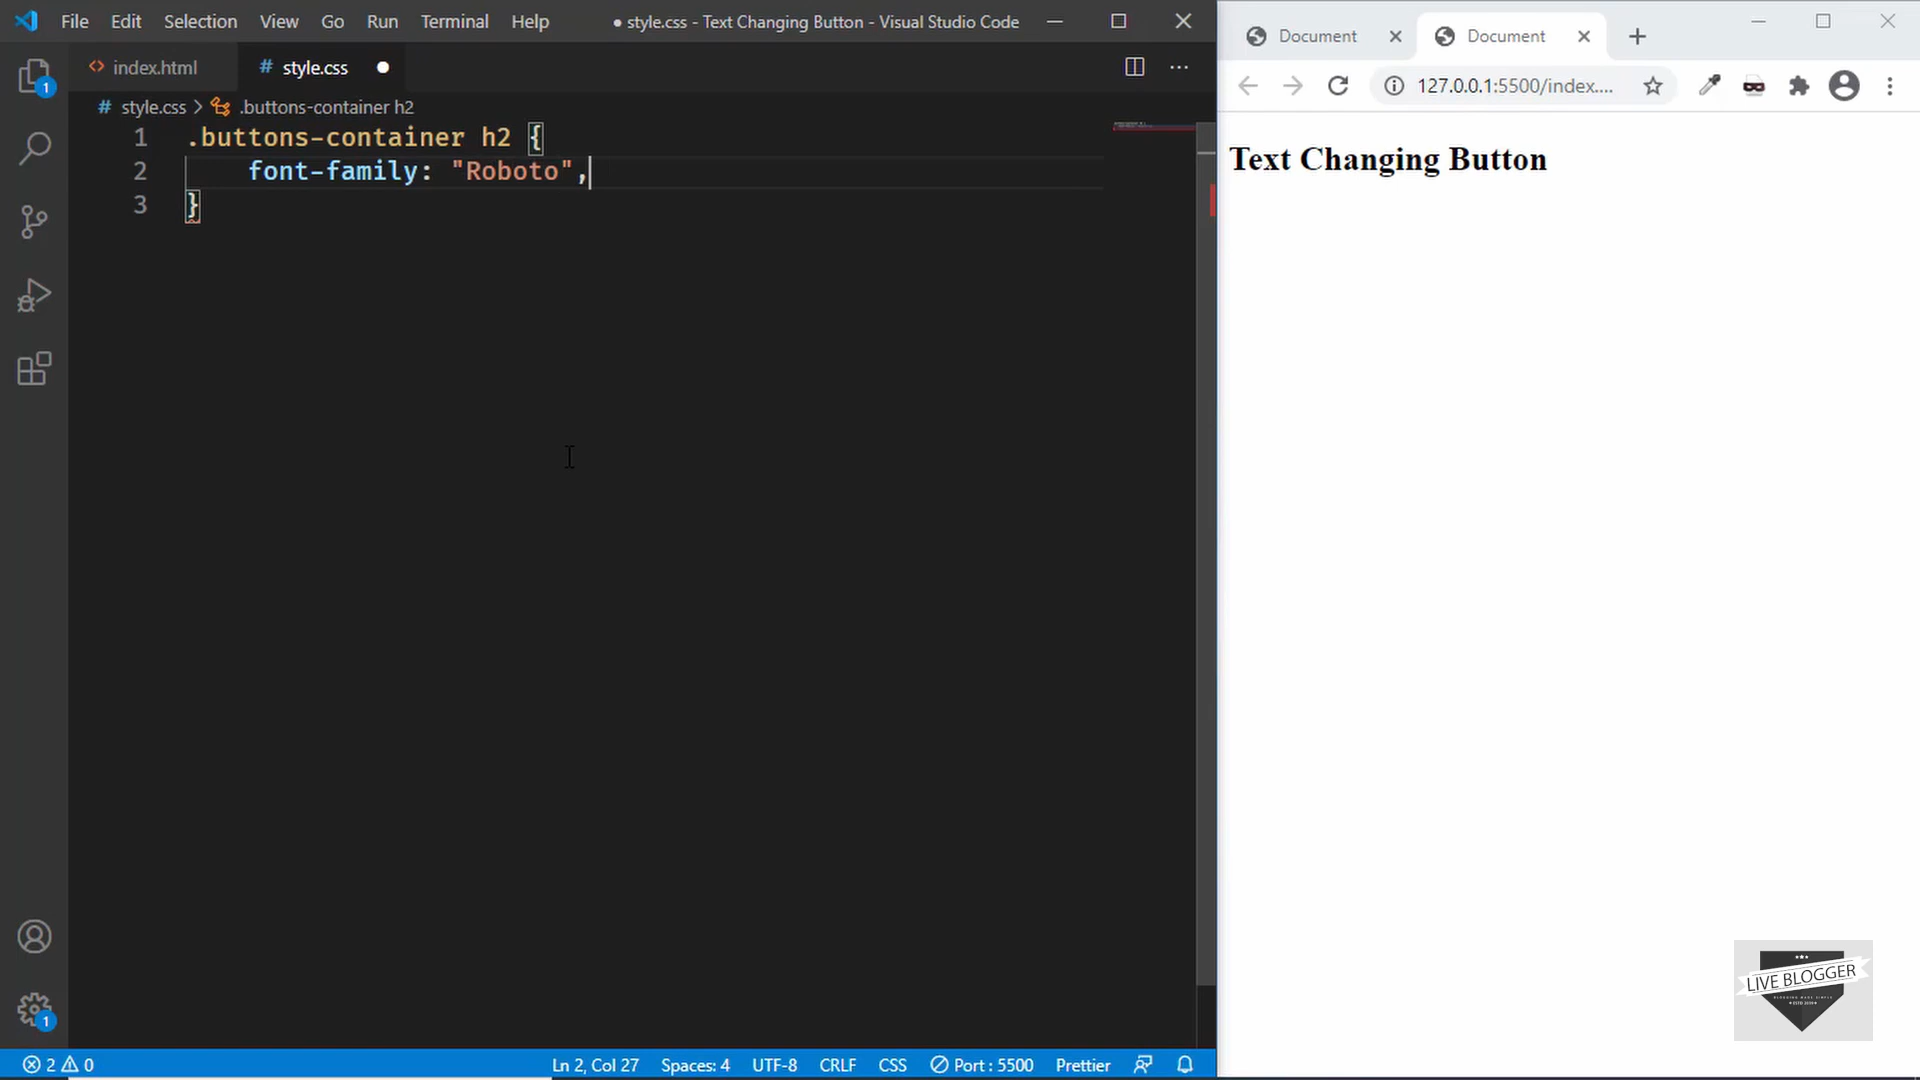 File Edit Selection View Go Run Terminal Help ● style.css - Text Changing Button - Visual Studio Code
index.html
# style.css ●
# style.css > .buttons-container h2
1 .buttons-container h2 {
2 font-family: "Roboto",
3 }
1
1
2 0
Ln 2, Col 27 Spaces: 4 UTF-8 CRLF CSS Port : 5500 Prettier
Document
Document
127.0.0.1:5500/index....
Text Changing Button
LIVE BLOGGER